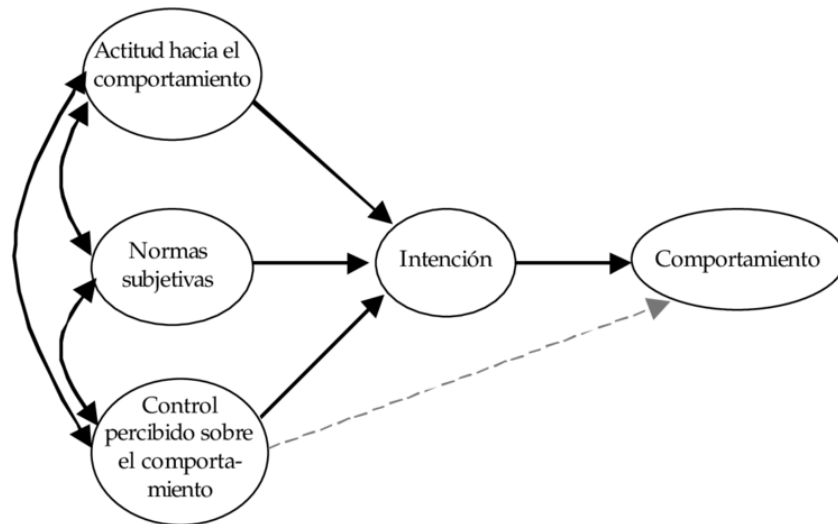 Actitud hacia el
comportamiento
Normas
subjetivas
Intención
Comportamiento
Control
percibido sobre
el comporta-
miento